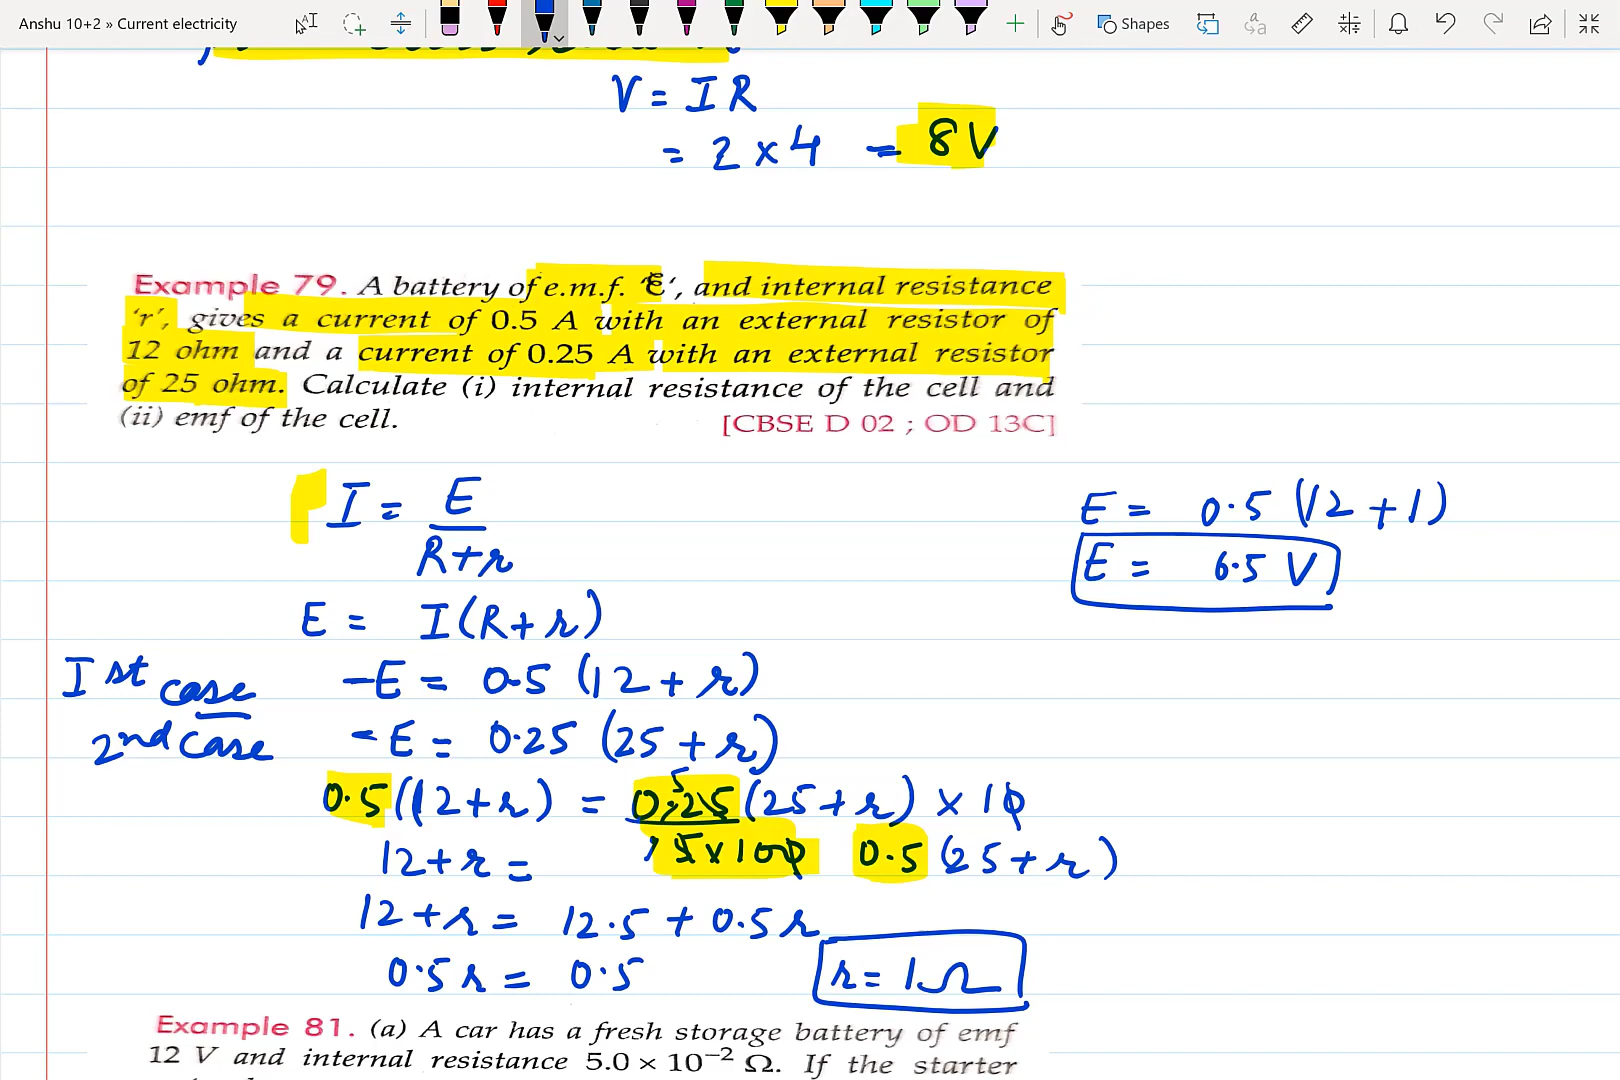 Anshu 10+2 » Current electricity
Shapes
V = I R
= 2 × 4 = 8 V
Example 79. A battery of e.m.f. 'ℰ', and internal resistance
'r', gives a current of 0.5 A with an external resistor of
12 ohm and a current of 0.25 A with an external resistor
of 25 ohm. Calculate (i) internal resistance of the cell and
(ii) emf of the cell.
[CBSE D 02 ; OD 13C]
I = E / R+r
E = I(R+r)
Ist case -E = 0.5 (12 + r)
2nd case -E = 0.25 (25 + r)
0.5 (12+r) = 0.25 (25+r) × 10
5 × 100
12+r = 0.5 (25+r)
12+r = 12.5 + 0.5r
0.5r = 0.5
r = 1Ω
E = 0.5 (12 + 1)
E = 6.5 V
Example 81. (a) A car has a fresh storage battery of emf
12 V and internal resistance 5.0 × 10⁻² Ω. If the starter